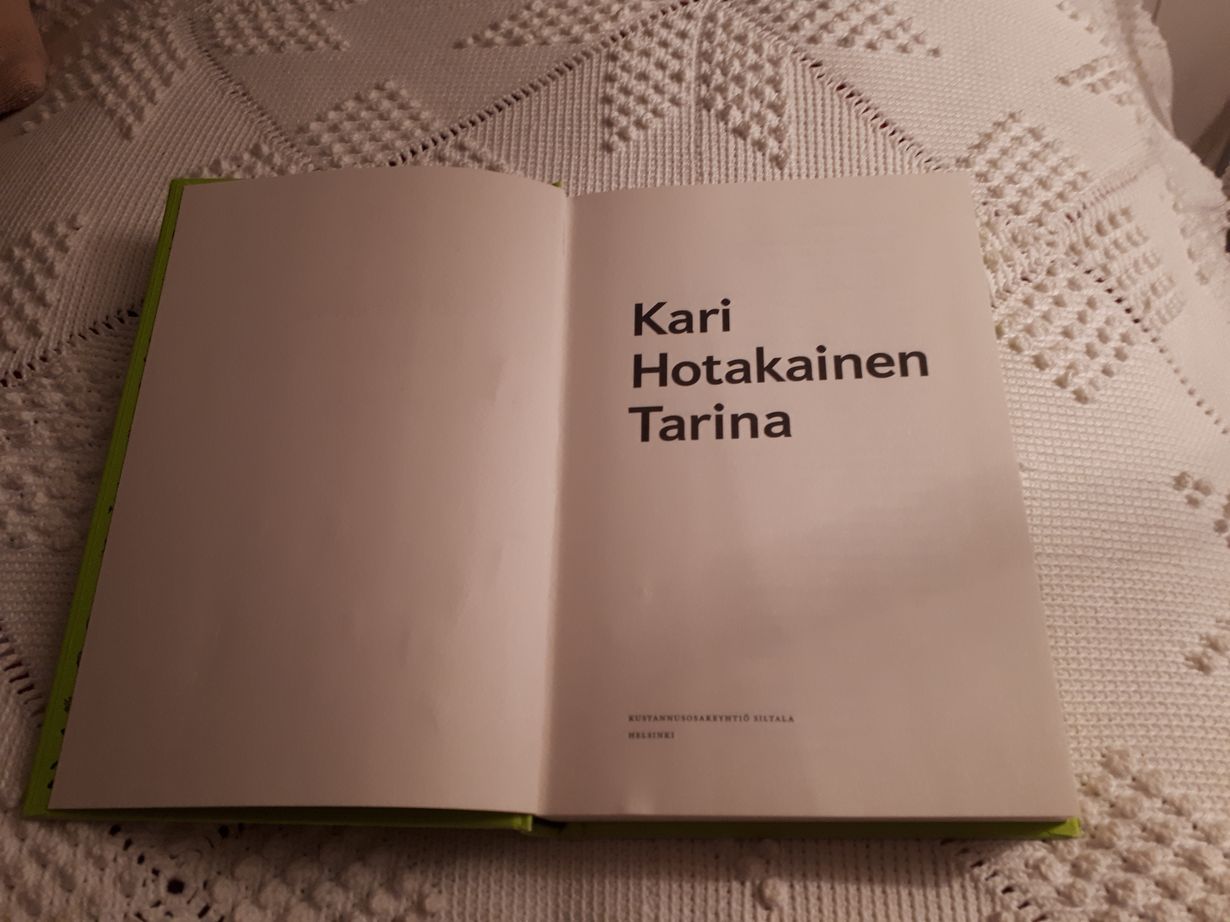 Kari
Hotakainen
Tarina
KUSTANNUSOSAKEYHTIÖ SILTALA
HELSINKI